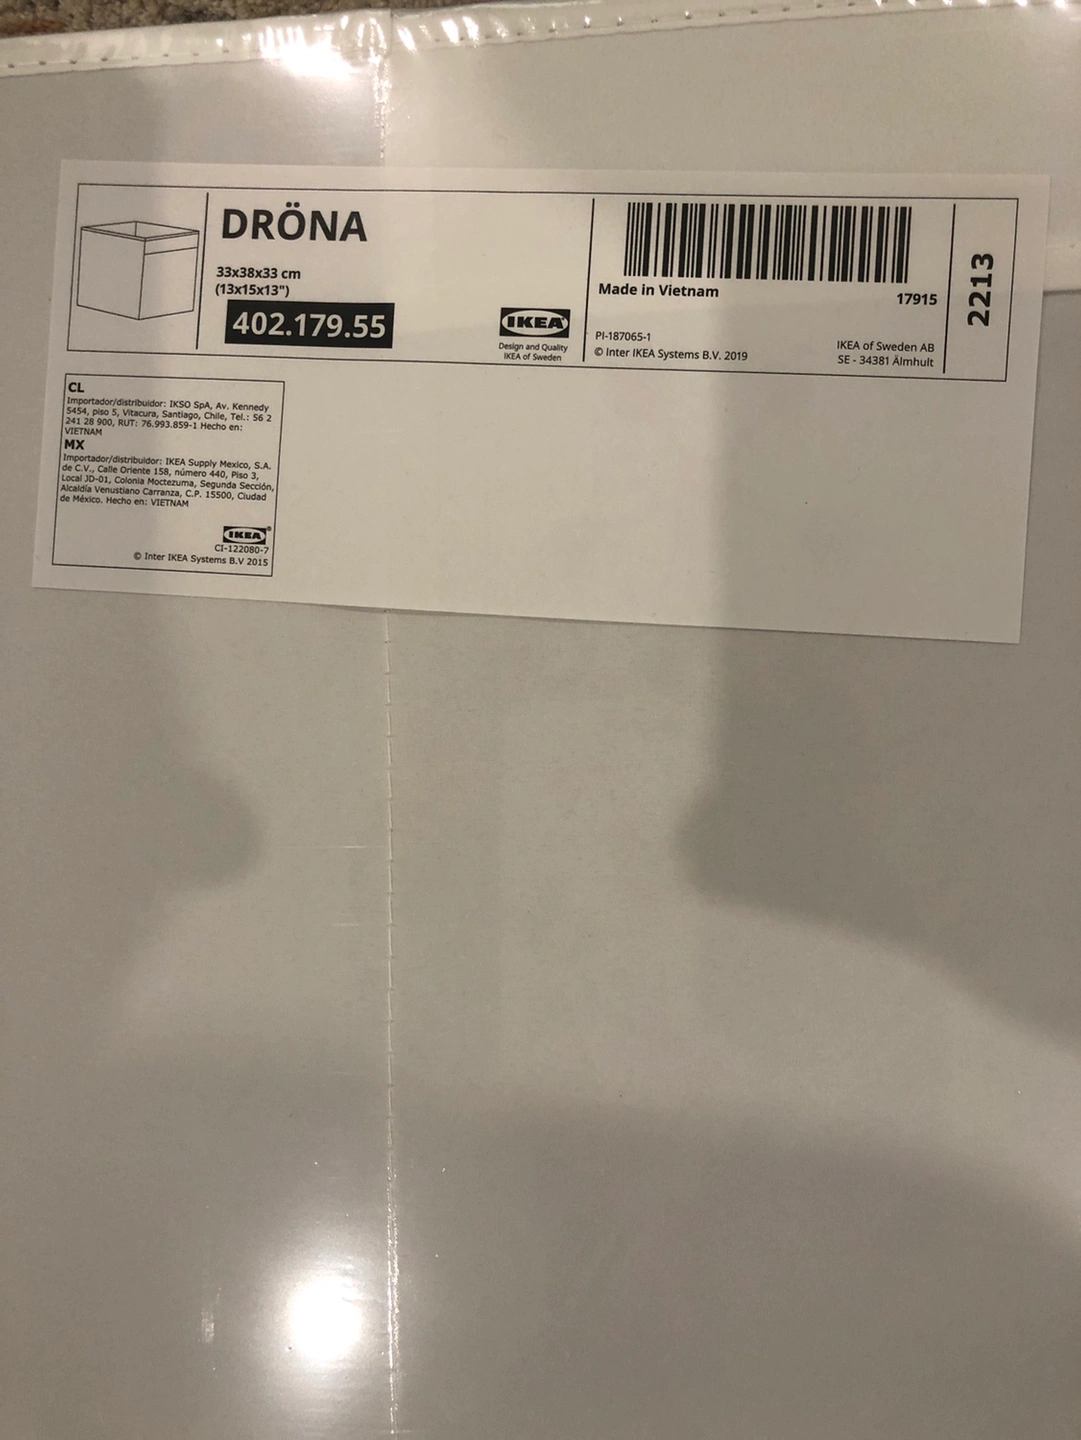 DRÖNA
33x38x33 cm
(13x15x13")
402.179.55
IKEA
Design and Quality
IKEA of Sweden
Made in Vietnam
17915
PI-187065-1
© Inter IKEA Systems B.V. 2019
IKEA of Sweden AB
SE - 34381 Älmhult
2213
CL
Importador/distribuidor: IKSO SpA, Av. Kennedy
5454, piso 5, Vitacura, Santiago, Chile, Tel.: 56 2
241 28 900, RUT: 76.993.859-1 Hecho en:
VIETNAM
MX
Importador/distribuidor: IKEA Supply Mexico, S.A.
de C.V., Calle Oriente 158, número 440, Piso 3,
Local JD-01, Colonia Moctezuma, Segunda Sección,
Alcaldía Venustiano Carranza, C.P. 15500, Ciudad
de México. Hecho en: VIETNAM
IKEA®
CI-122080-7
© Inter IKEA Systems B.V 2015